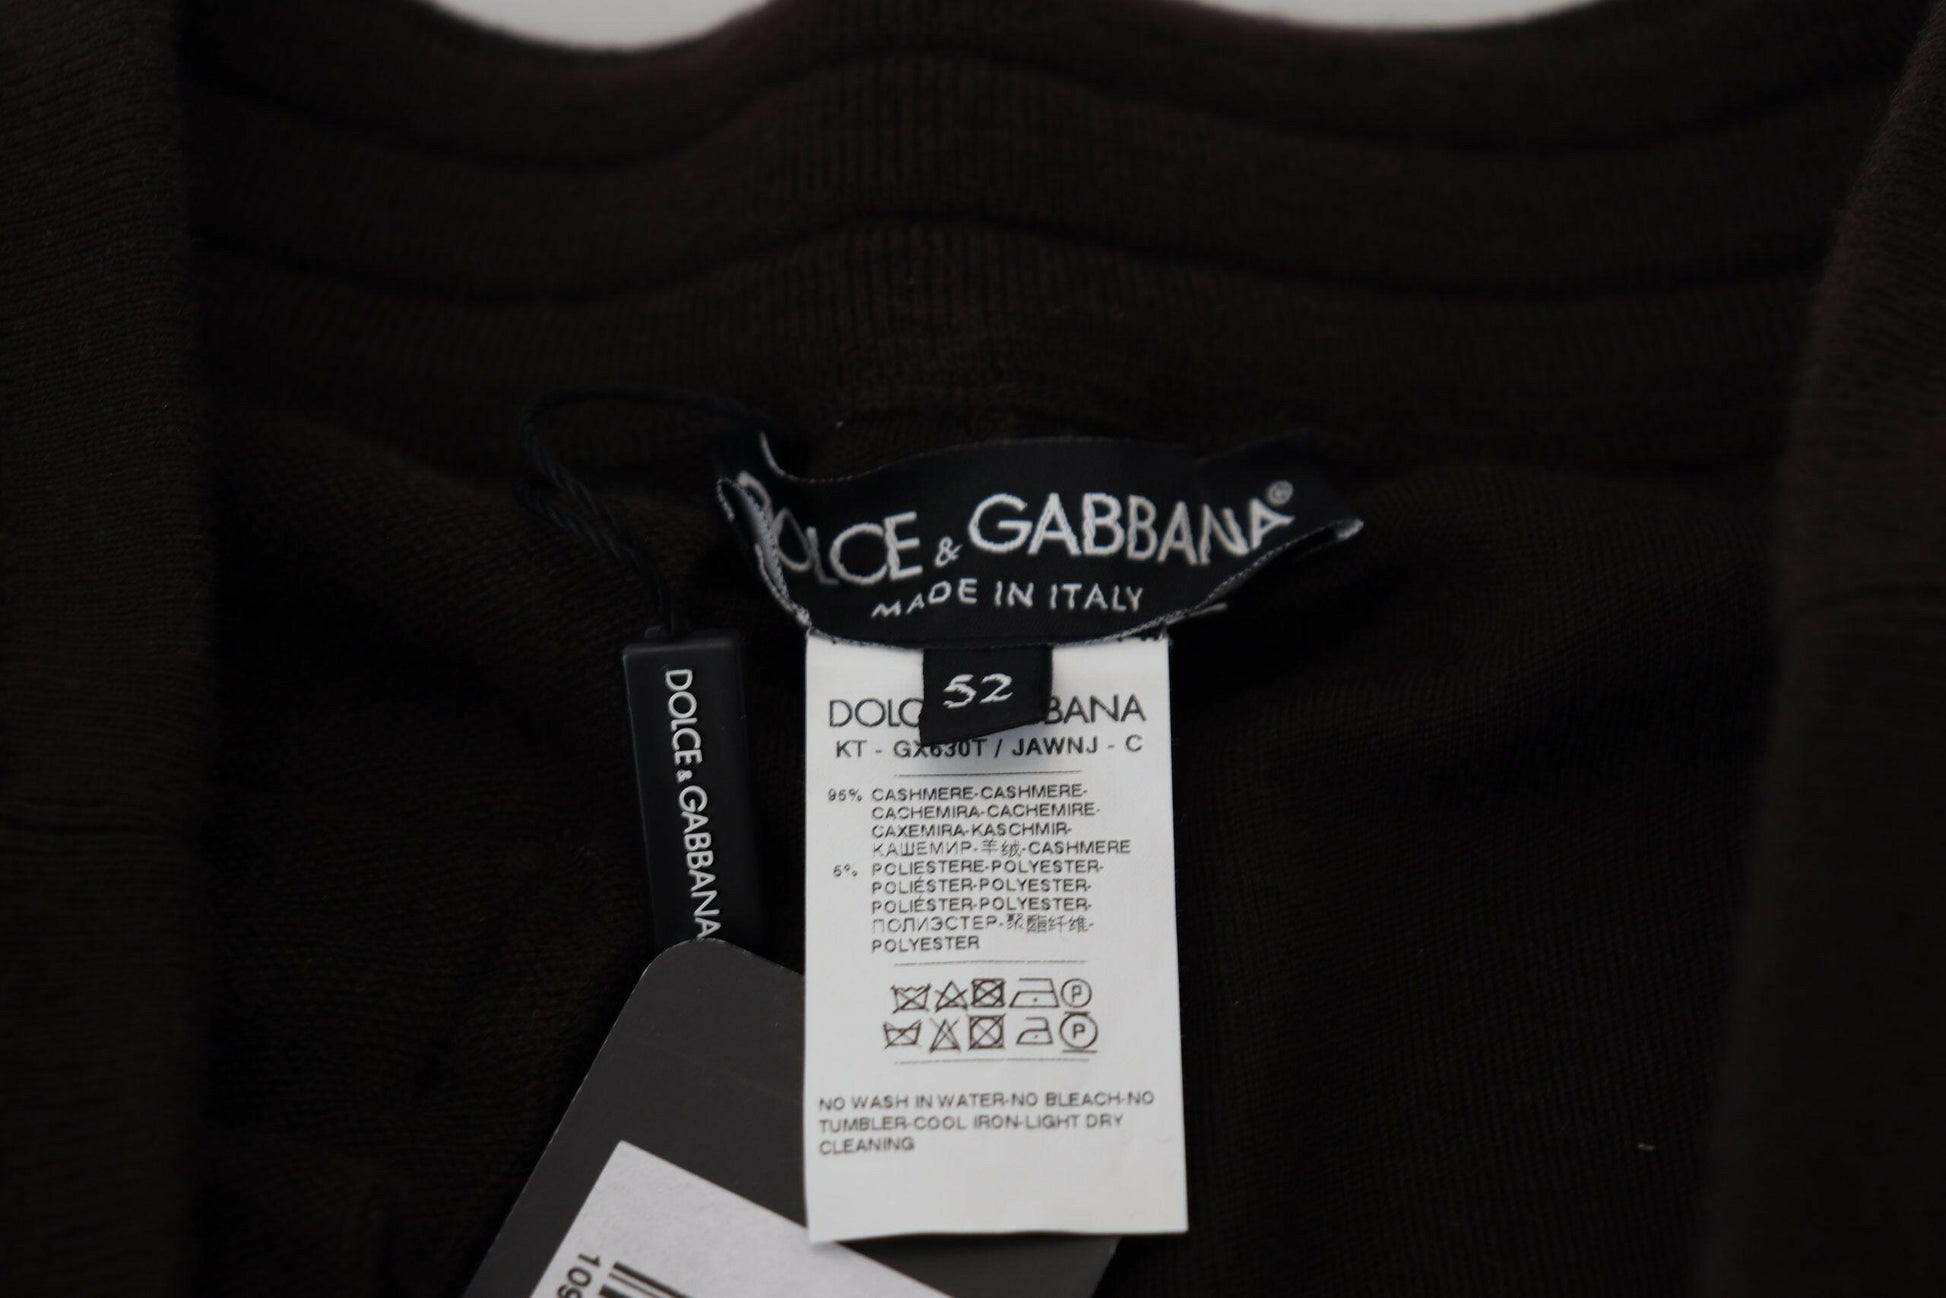 DOLCE & GABBANA®
MADE IN ITALY
52
DOLCE & GABBANA
KT - GX630T / JAWNJ - C
95% CASHMERE-CASHMERE-
CACHEMIRA-CACHEMIRE-
CAXEMIRA-KASCHMIR-
КАШЕМИР-羊绒-CASHMERE
5% POLIESTERE-POLYESTER-
POLIÉSTER-POLYESTER-
POLIÉSTER-POLYESTER-
ПОЛИЭСТЕР-聚酯纤维-
POLYESTER
P
P
NO WASH IN WATER-NO BLEACH-NO
TUMBLER-COOL IRON-LIGHT DRY
CLEANING
DOLCE & GABBANA
109